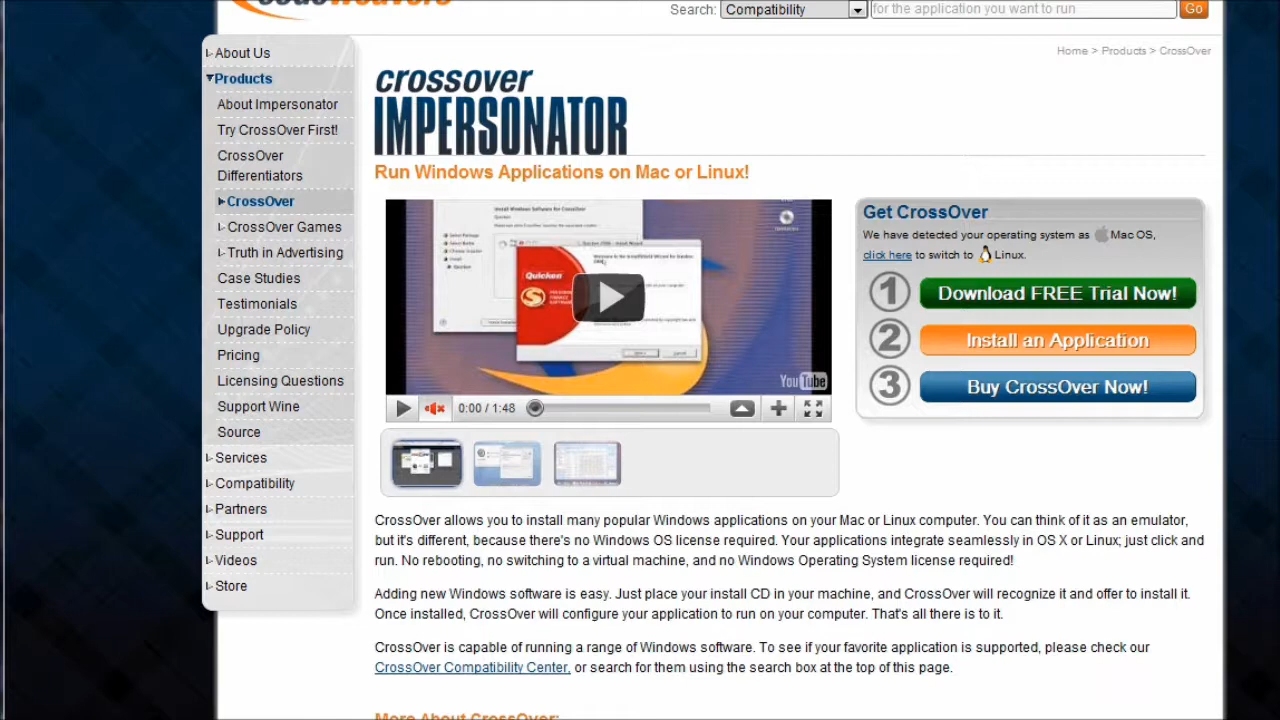 codeweavers
Search: Compatibility for the application you want to run Go
Home > Products > CrossOver
About Us
Products
About Impersonator
Try CrossOver First!
CrossOver
Differentiators
CrossOver
CrossOver Games
Truth in Advertising
Case Studies
Testimonials
Upgrade Policy
Pricing
Licensing Questions
Support Wine
Source
Services
Compatibility
Partners
Support
Videos
Store
crossover
IMPERSONATOR
Run Windows Applications on Mac or Linux!
Install Windows Software for CrossOver
Quicken
YouTube
0:00 / 1:48
Get CrossOver
We have detected your operating system as Mac OS,
click here to switch to Linux.
1 Download FREE Trial Now!
2 Install an Application
3 Buy CrossOver Now!
CrossOver allows you to install many popular Windows applications on your Mac or Linux computer. You can think of it as an emulator,
but it's different, because there's no Windows OS license required. Your applications integrate seamlessly in OS X or Linux; just click and
run. No rebooting, no switching to a virtual machine, and no Windows Operating System license required!
Adding new Windows software is easy. Just place your install CD in your machine, and CrossOver will recognize it and offer to install it.
Once installed, CrossOver will configure your application to run on your computer. That's all there is to it.
CrossOver is capable of running a range of Windows software. To see if your favorite application is supported, please check our
CrossOver Compatibility Center, or search for them using the search box at the top of this page.
More About CrossOver: